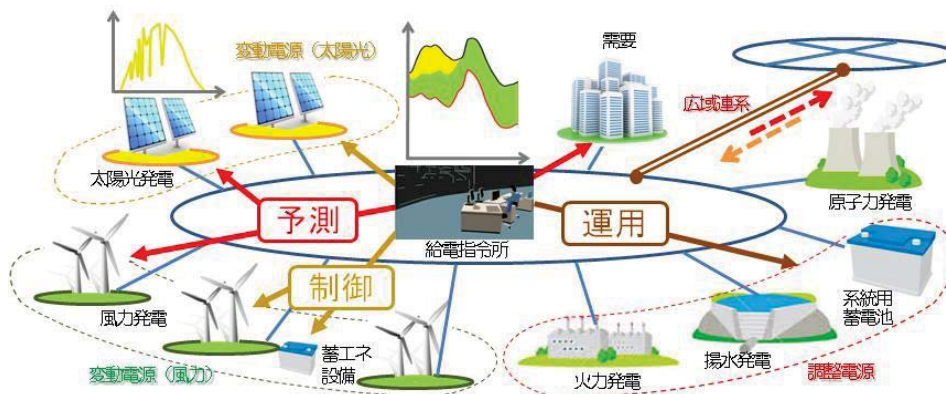 変動電源（太陽光）
需要
広域連系
太陽光発電
原子力発電
予測
給電指令所
運用
制御
風力発電
蓄エネ
設備
変動電源（風力）
火力発電
揚水発電
系統用
蓄電池
調整電源